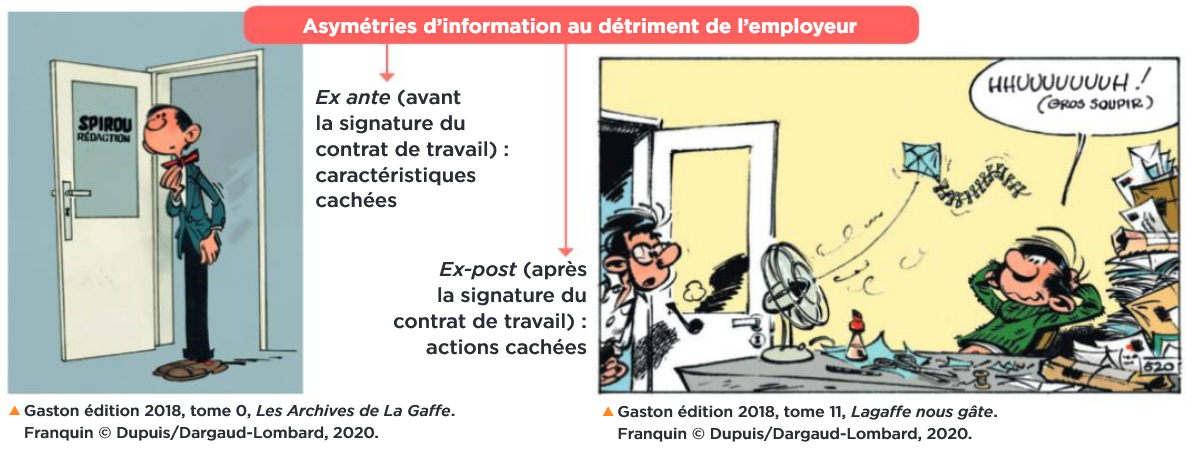 Asymétries d’information au détriment de l’employeur
SPIROU
RÉDACTION
Ex ante (avant
la signature du
contrat de travail) :
caractéristiques
cachées
Ex-post (après
la signature du
contrat de travail) :
actions cachées
HHUUUUUUUH !
(GROS SOUPIR)
620
▲ Gaston édition 2018, tome 0, Les Archives de La Gaffe.
Franquin © Dupuis/Dargaud-Lombard, 2020.
▲ Gaston édition 2018, tome 11, Lagaffe nous gâte.
Franquin © Dupuis/Dargaud-Lombard, 2020.